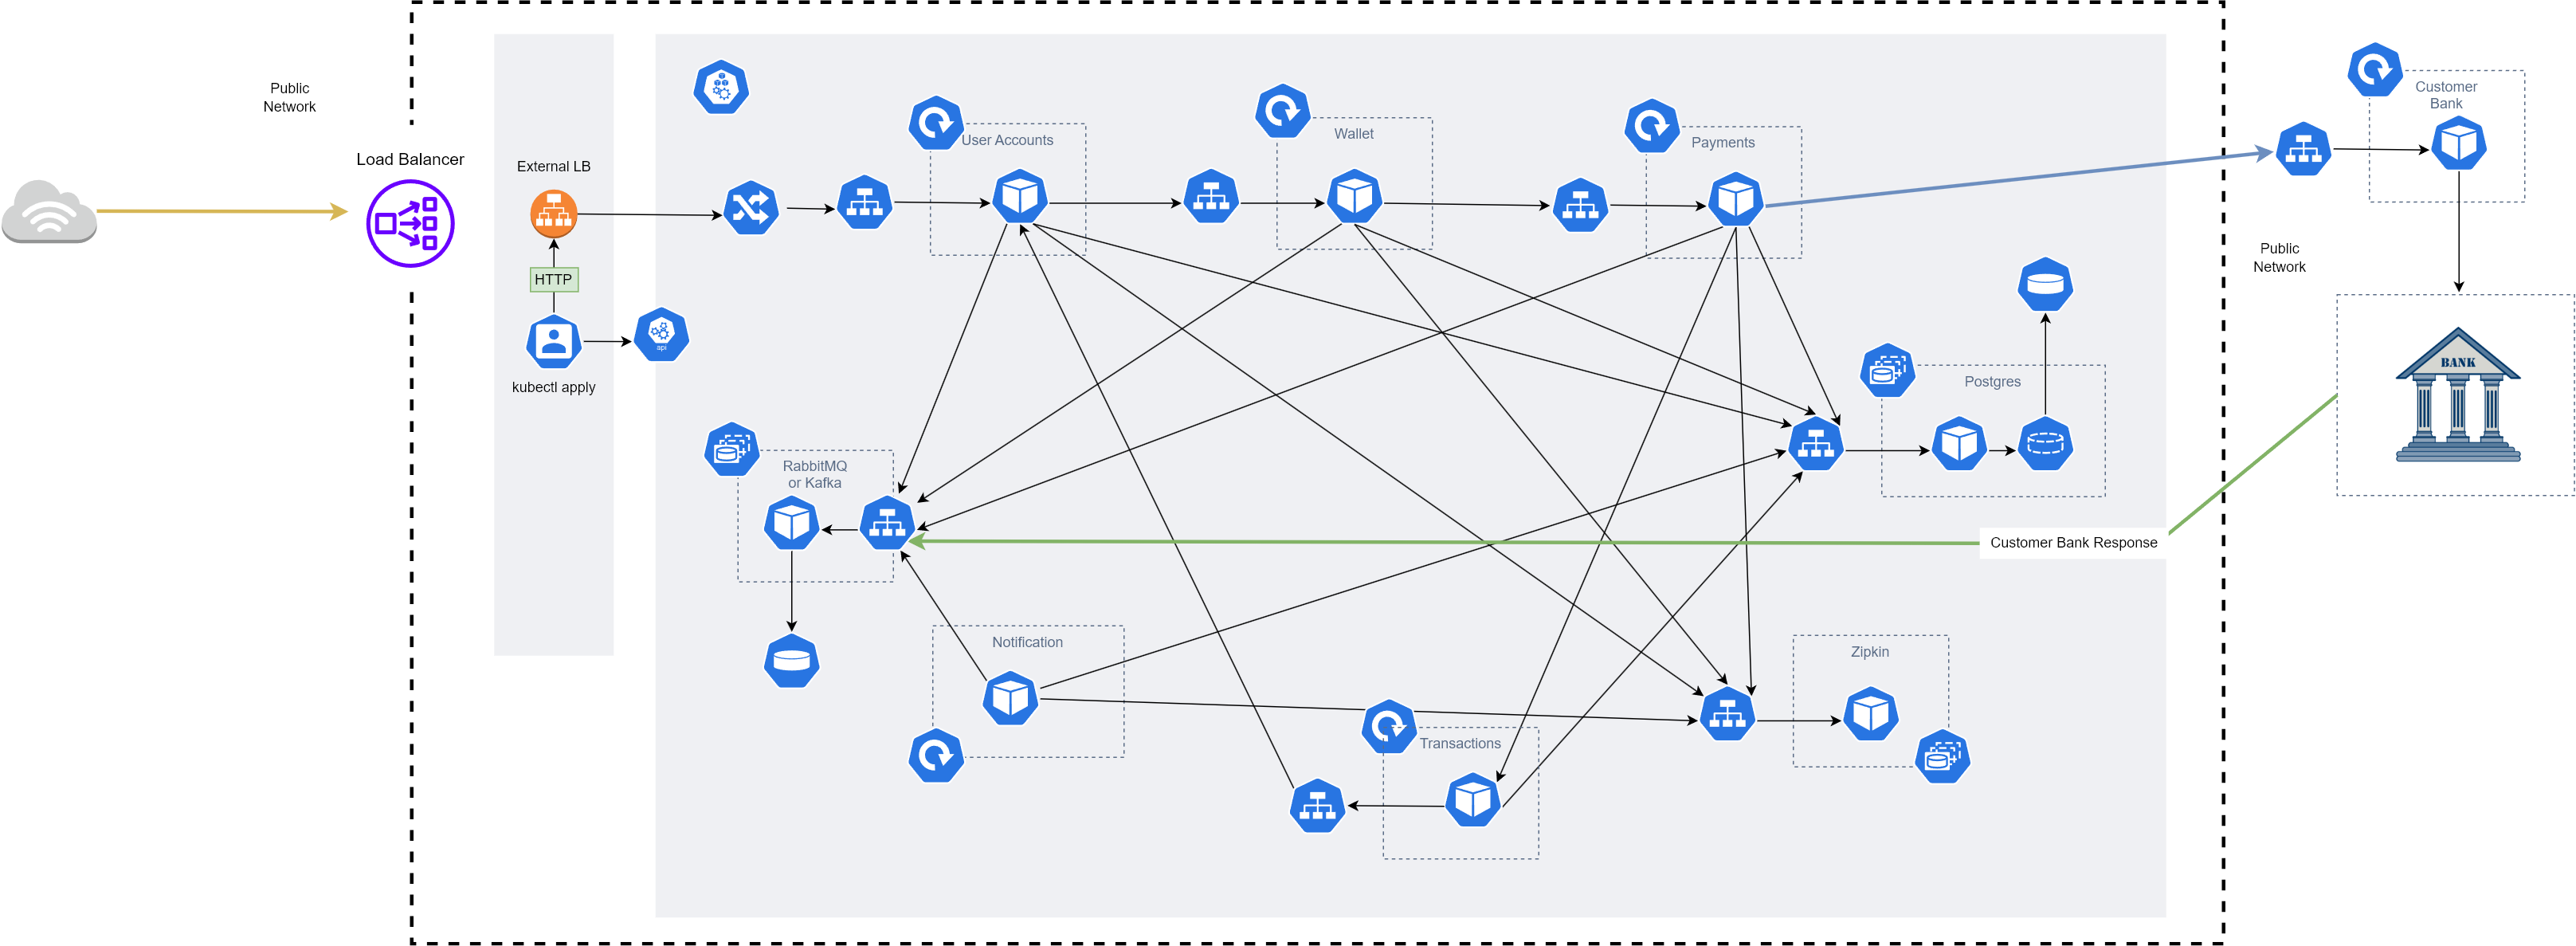 Public
Network
Load Balancer
External LB
HTTP
kubectl apply
api
User Accounts
Wallet
Payments
Customer
Bank
Public
Network
BANK
Postgres
RabbitMQ
or Kafka
Customer Bank Response
Notification
Zipkin
Transactions